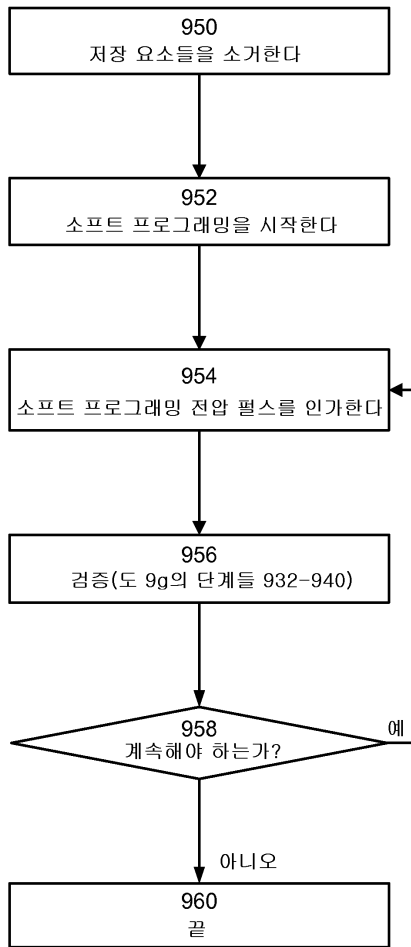 950
저장 요소들을 소거한다
952
소프트 프로그래밍을 시작한다
954
소프트 프로그래밍 전압 펄스를 인가한다
956
검증(도 9g의 단계들 932-940)
958
계속해야 하는가?
예
아니오
960
끝